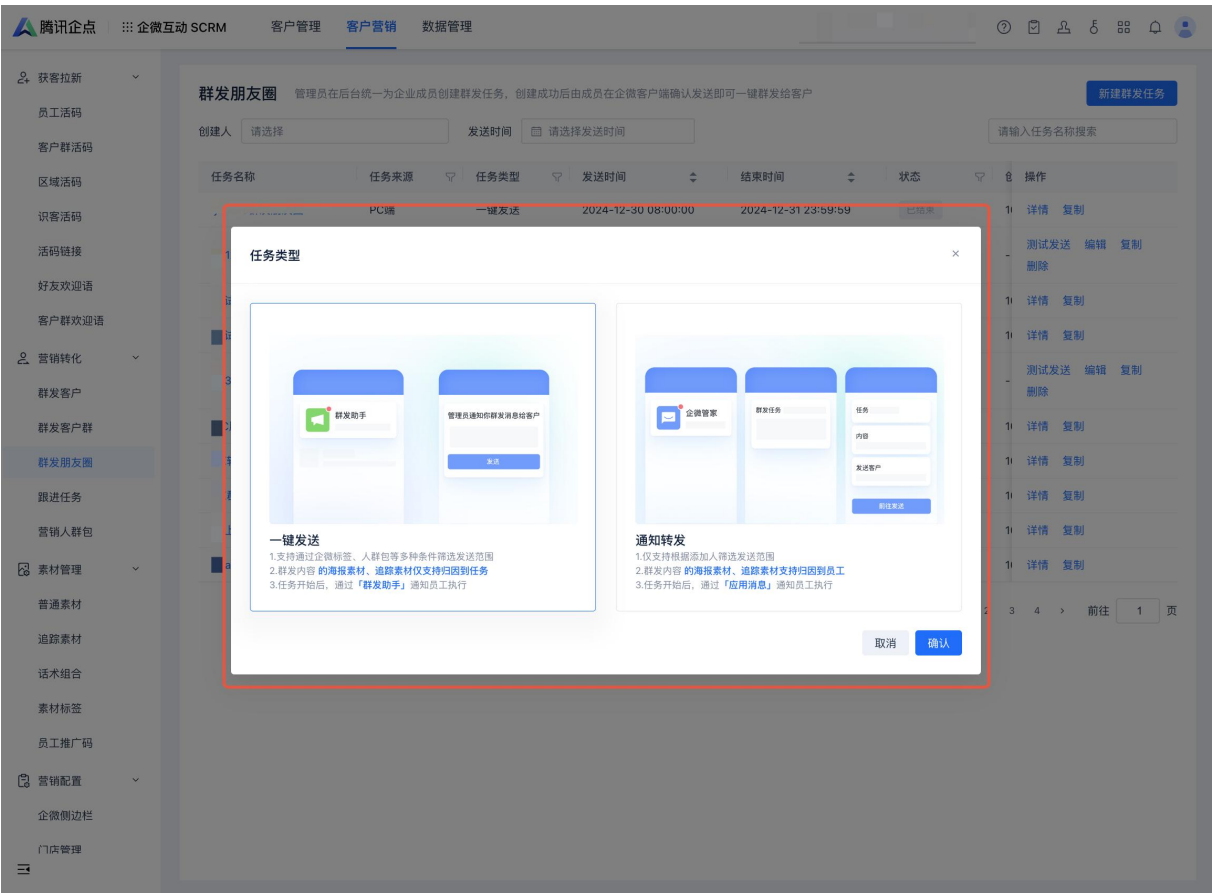 腾讯企点 企微互动 SCRM 客户管理 客户营销 数据管理
获客拉新
员工活码
客户群活码
区域活码
识客活码
活码链接
好友欢迎语
客户群欢迎语
营销转化
群发客户
群发客户群
群发朋友圈
跟进任务
营销人群包
素材管理
普通素材
追踪素材
话术组合
素材标签
员工推广码
营销配置
企微侧边栏
门店管理
群发朋友圈 管理员在后台统一为企业成员创建群发任务，创建成功后由成员在企微客户端确认发送即可一键群发给客户 新建群发任务
创建人 请选择 发送时间 请选择发送时间 请输入任务名称搜索
任务名称 任务来源 任务类型 发送时间 结束时间 状态 操作
PC端 一键发送 2024-12-30 08:00:00 2024-12-31 23:59:59 已结束 详情 复制
测试发送 编辑 复制
删除
详情 复制
详情 复制
测试发送 编辑 复制
删除
详情 复制
详情 复制
详情 复制
详情 复制
详情 复制
3 4 前往 1 页
任务类型
群发助手
管理员通知你群发消息给客户
发送
一键发送
1.支持通过企微标签、人群包等多种条件筛选发送范围
2.群发内容 的海报素材、追踪素材仅支持归因到任务
3.任务开始后，通过「群发助手」通知员工执行
企微管家
群发任务
任务
内容
发送客户
前往发送
通知转发
1.仅支持根据添加人筛选发送范围
2.群发内容 的海报素材、追踪素材支持归因到员工
3.任务开始后，通过「应用消息」通知员工执行
取消 确认